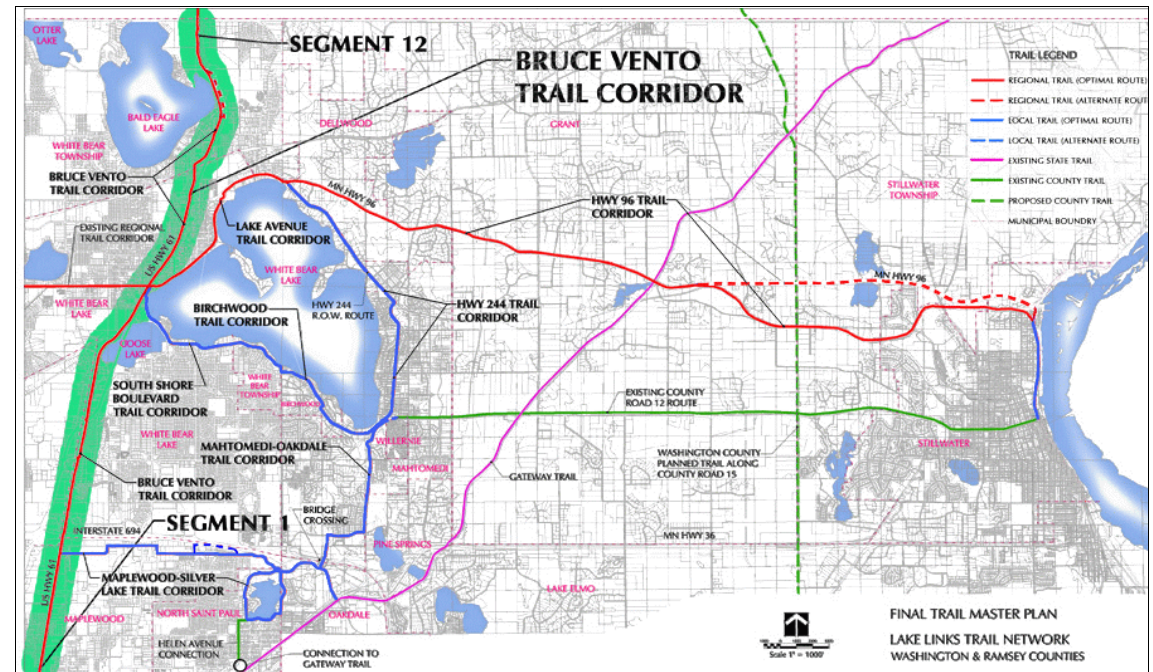 OTTER
LAKE
SEGMENT 12
BRUCE VENTO
TRAIL CORRIDOR
TRAIL LEGEND
REGIONAL TRAIL (OPTIMAL ROUTE)
REGIONAL TRAIL (ALTERNATE ROUT
LOCAL TRAIL (OPTIMAL ROUTE)
LOCAL TRAIL (ALTERNATE ROUTE)
EXISTING STATE TRAIL
EXISTING COUNTY TRAIL
PROPOSED COUNTY TRAIL
MUNICIPAL BOUNDRY
BALD EAGLE
LAKE
DELLWOOD
GRANT
WHITE BEAR
TOWNSHIP
BRUCE VENTO
TRAIL CORRIDOR
MN HWY 96
STILLWATER
TOWNSHIP
HWY 96 TRAIL
CORRIDOR
EXISTING REGIONAL
TRAIL CORRIDOR
LAKE AVENUE
TRAIL CORRIDOR
US HWY 61
WHITE BEAR
LAKE
MN HWY 96
WHITE BEAR
LAKE
BIRCHWOOD
TRAIL CORRIDOR
HWY 244
R.O.W. ROUTE
HWY 244 TRAIL
CORRIDOR
GOOSE
LAKE
SOUTH SHORE
BOULEVARD
TRAIL CORRIDOR
WHITE
BEAR
TOWNSHIP
BIRCHWOOD
EXISTING COUNTY
ROAD 12 ROUTE
WHITE BEAR
LAKE
MAHTOMEDI-OAKDALE
TRAIL CORRIDOR
WILLERNIE
MAHTOMEDI
STILLWATER
WASHINGTON COUNTY
PLANNED TRAIL ALONG
COUNTY ROAD 15
GATEWAY TRAIL
BRUCE VENTO
TRAIL CORRIDOR
BRIDGE
CROSSING
SEGMENT 1
INTERSTATE 694
MN HWY 36
PINE SPRINGS
US HWY 61
MAPLEWOOD-SILVER
LAKE TRAIL CORRIDOR
LAKE ELMO
MAPLEWOOD
NORTH SAINT PAUL
OAKDALE
HELEN AVENUE
CONNECTION
CONNECTION TO
GATEWAY TRAIL
Scale 1" = 1000'
FINAL TRAIL MASTER PLAN
LAKE LINKS TRAIL NETWORK
WASHINGTON & RAMSEY COUNTIES